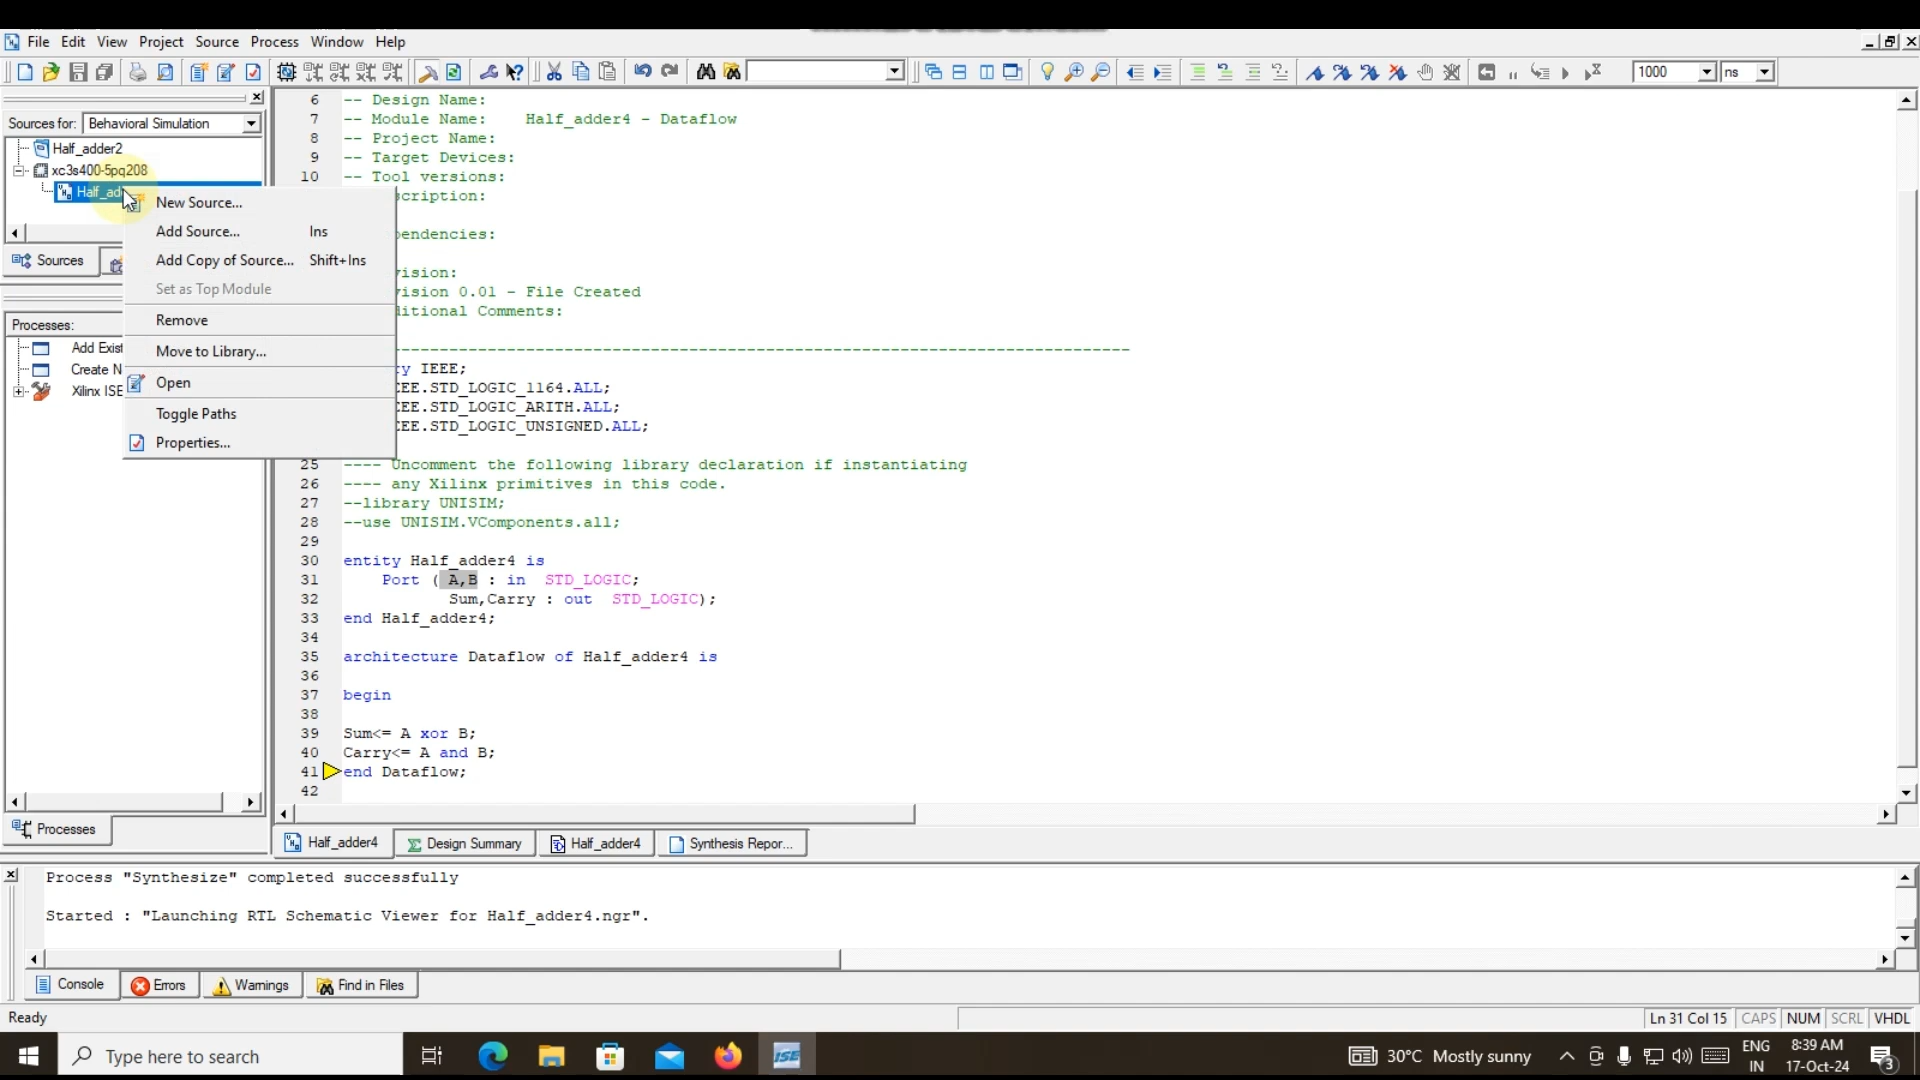 File Edit View Project Source Process Window Help
1000 ns
Sources for: Behavioral Simulation
Half_adder2
xc3s400-5pq208
Half_ad
Sources
New Source...
Add Source... Ins
Add Copy of Source... Shift+Ins
Set as Top Module
Remove
Move to Library...
Open
Toggle Paths
Properties...
Processes:
Add Exist
Create N
Xilinx ISE
Processes
6 -- Design Name:
7 -- Module Name: Half_adder4 - Dataflow
8 -- Project Name:
9 -- Target Devices:
10 -- Tool versions:
scription:
pendencies:
vision:
vision 0.01 - File Created
ditional Comments:
----------------------------------------------------------------------------
ry IEEE;
EE.STD_LOGIC_1164.ALL;
EE.STD_LOGIC_ARITH.ALL;
EE.STD_LOGIC_UNSIGNED.ALL;
25 ---- Uncomment the following library declaration if instantiating
26 ---- any Xilinx primitives in this code.
27 --library UNISIM;
28 --use UNISIM.VComponents.all;
29
30 entity Half_adder4 is
31 Port ( A,B : in STD_LOGIC;
32 Sum,Carry : out STD_LOGIC);
33 end Half_adder4;
34
35 architecture Dataflow of Half_adder4 is
36
37 begin
38
39 Sum<= A xor B;
40 Carry<= A and B;
41 end Dataflow;
42
Half_adder4 Design Summary Half_adder4 Synthesis Repor...
Process "Synthesize" completed successfully
Started : "Launching RTL Schematic Viewer for Half_adder4.ngr".
Console Errors Warnings Find in Files
Ready Ln 31 Col 15 CAPS NUM SCRL VHDL
Type here to search
ISE
30°C Mostly sunny
ENG
IN
8:39 AM
17-Oct-24
3